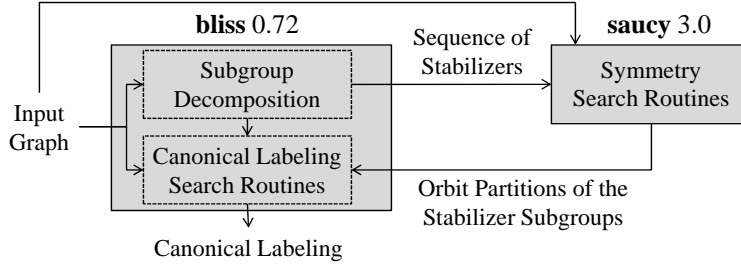 bliss 0.72
saucy 3.0
Sequence of
Stabilizers
Subgroup
Decomposition
Symmetry
Search Routines
Input
Graph
Canonical Labeling
Search Routines
Orbit Partitions of the
Stabilizer Subgroups
Canonical Labeling